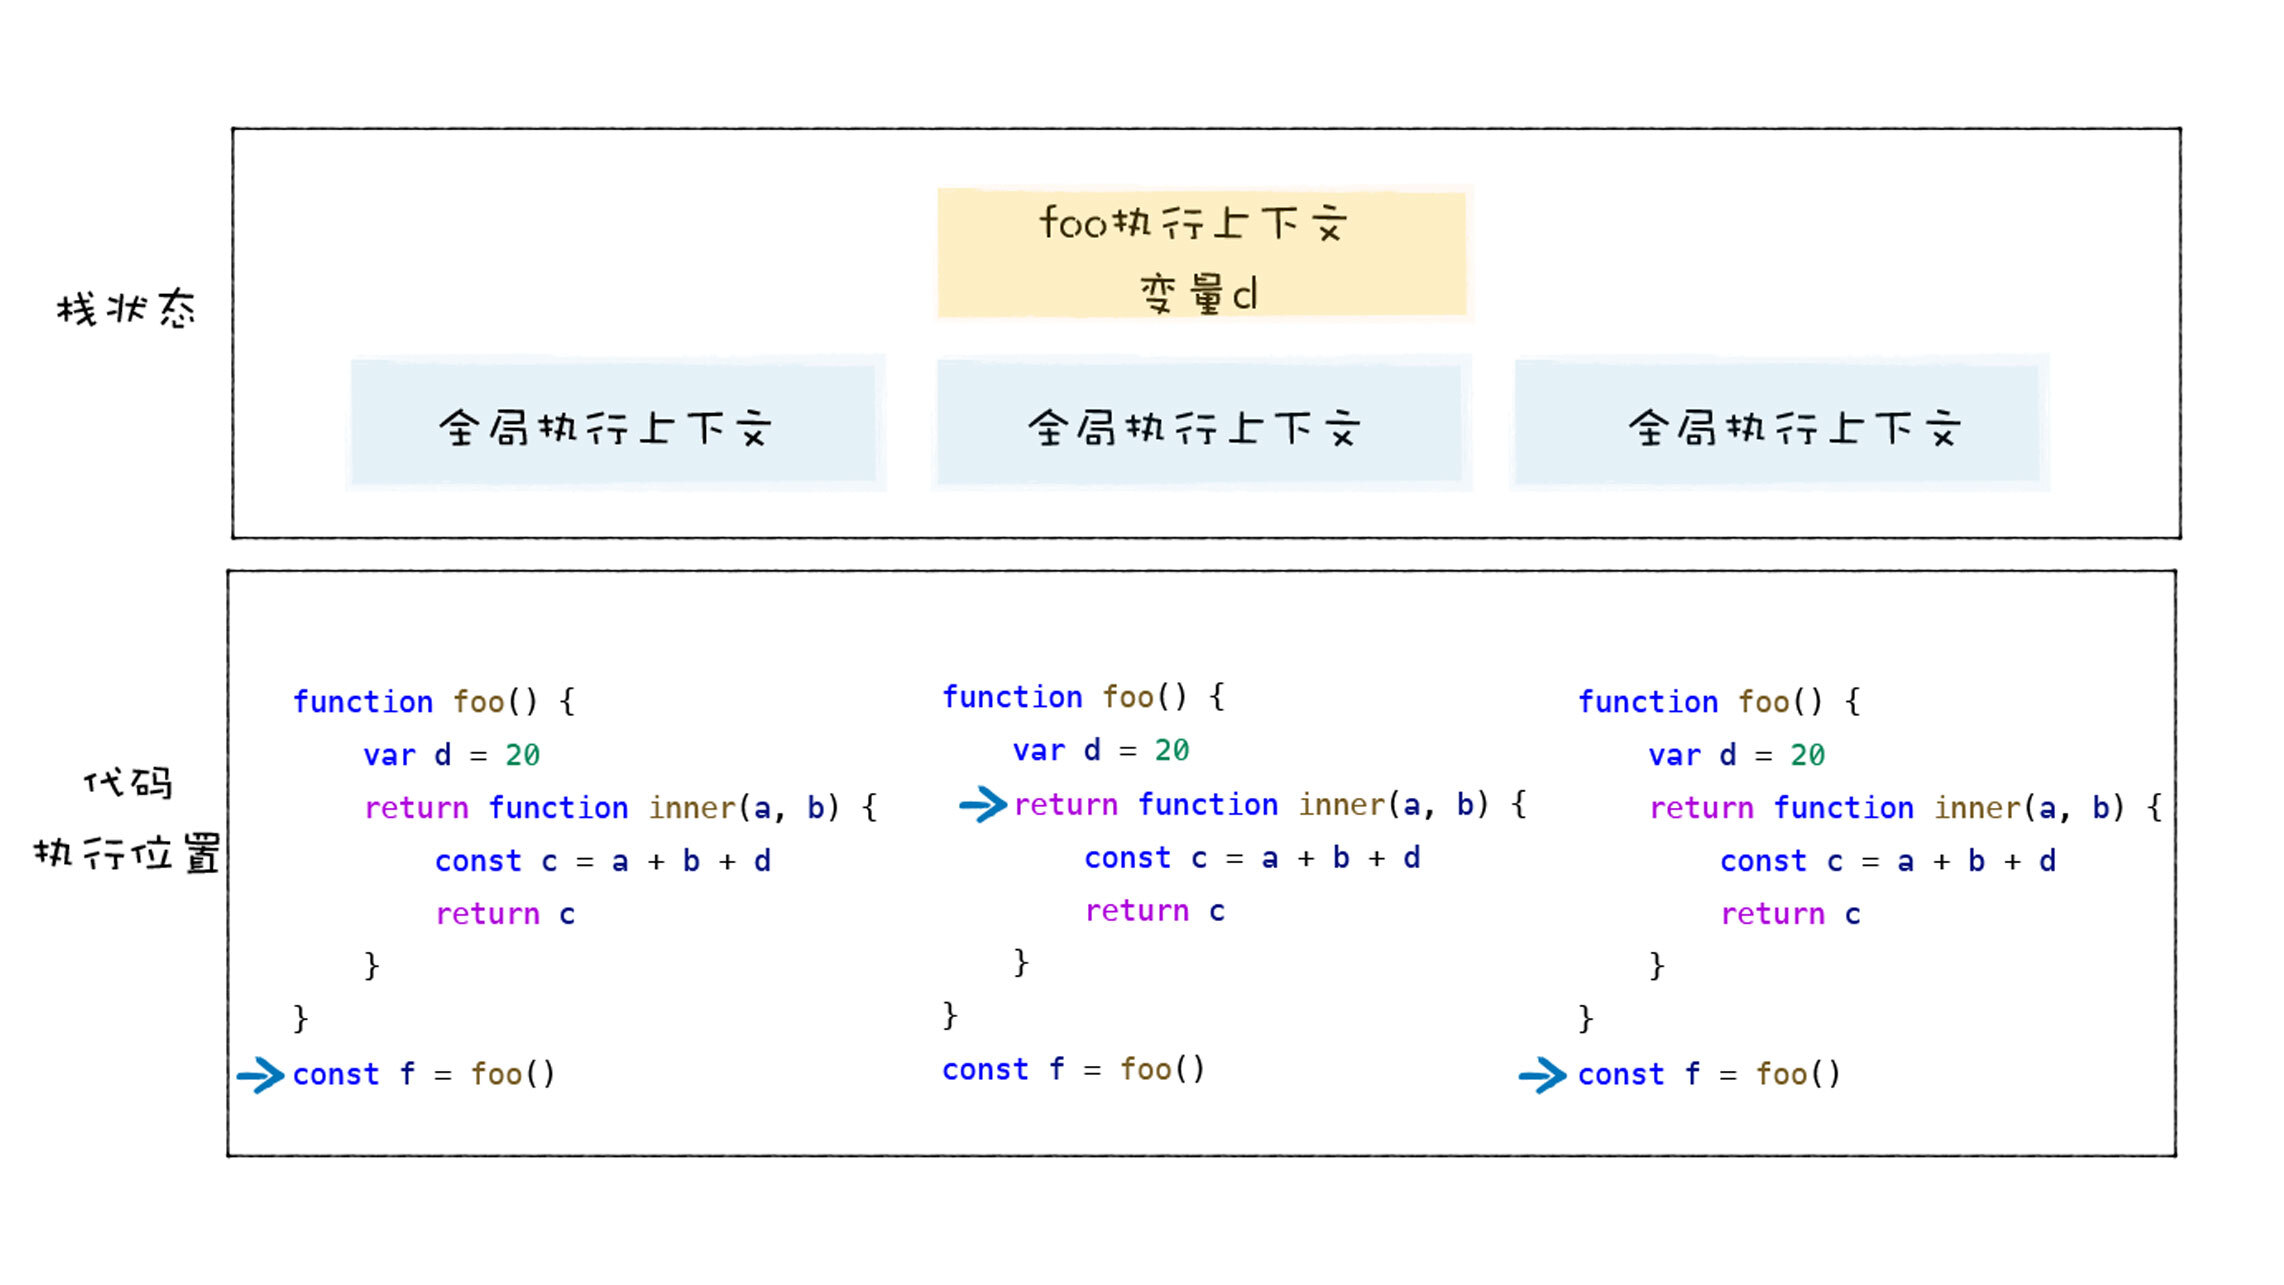 栈状态
foo执行上下文
变量d
全局执行上下文
全局执行上下文
全局执行上下文
代码
执行位置
function foo() {
    var d = 20
    return function inner(a, b) {
        const c = a + b + d
        return c
    }
}
const f = foo()
function foo() {
    var d = 20
    return function inner(a, b) {
        const c = a + b + d
        return c
    }
}
const f = foo()
function foo() {
    var d = 20
    return function inner(a, b) {
        const c = a + b + d
        return c
    }
}
const f = foo()